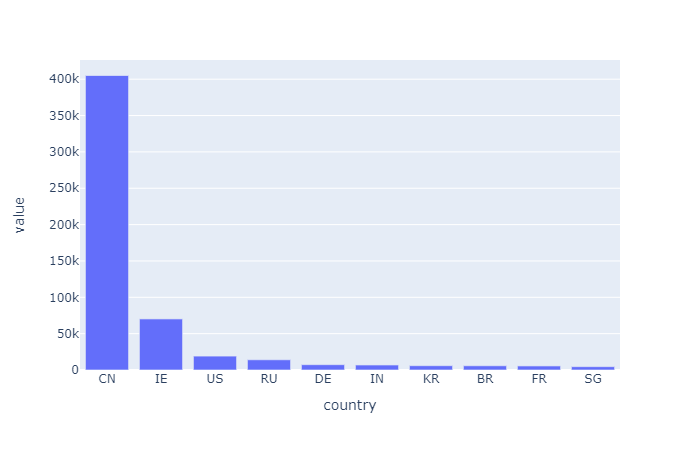 400k
350k
300k
250k
200k
150k
100k
50k
0
value
CN IE US RU DE IN KR BR FR SG
country